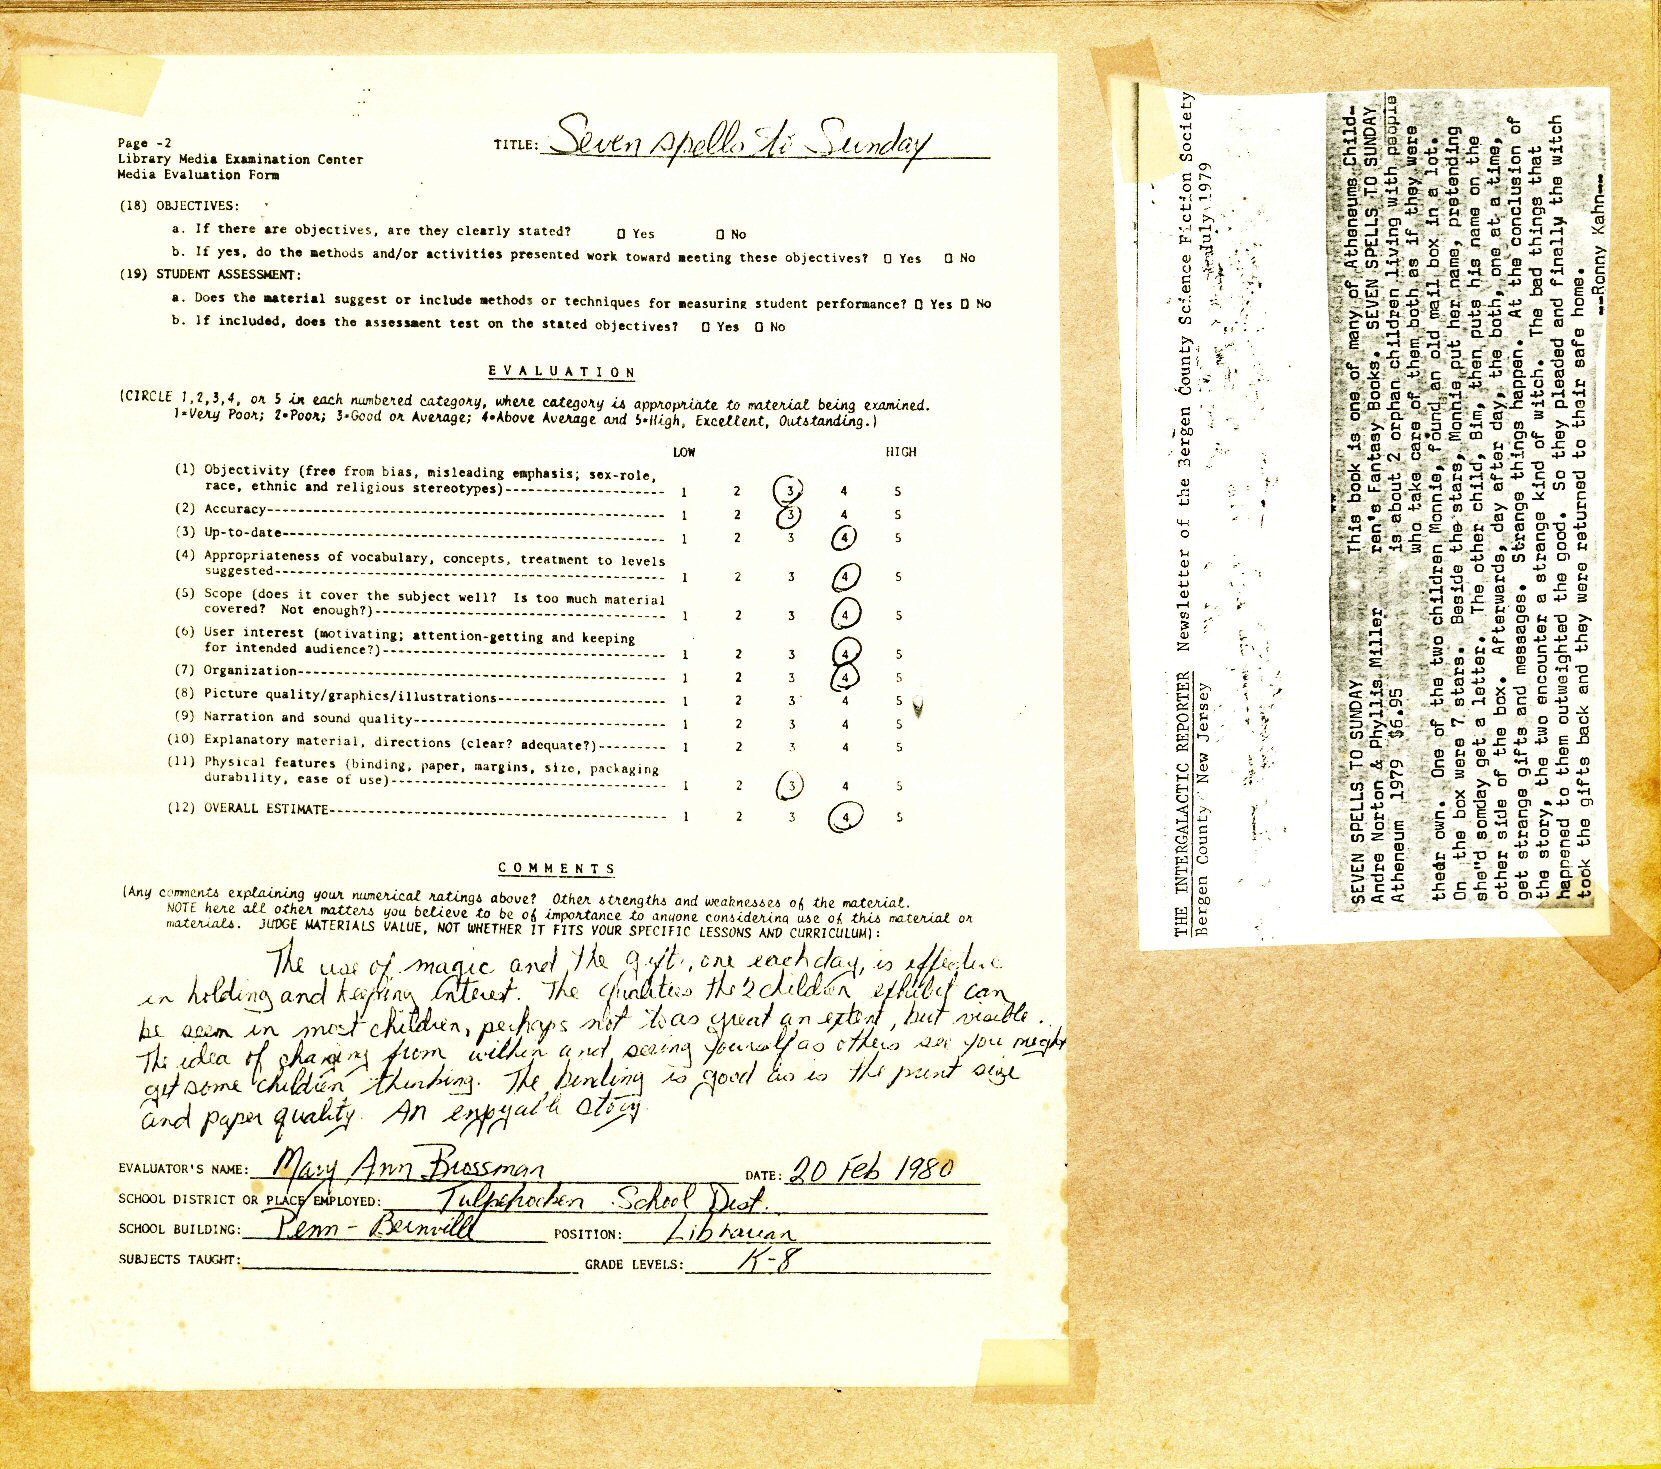 Page -2
Library Media Examination Center
Media Evaluation Form
TITLE: Seven spells to Sunday
(18) OBJECTIVES:
a. If there are objectives, are they clearly stated? Yes No
b. If yes, do the methods and/or activities presented work toward meeting these objectives? Yes No
(19) STUDENT ASSESSMENT:
a. Does the material suggest or include methods or techniques for measuring student performance? Yes No
b. If included, does the assessment test on the stated objectives? Yes No
EVALUATION
(CIRCLE 1,2,3,4, or 5 in each numbered category, where category is appropriate to material being examined.
1=Very Poor; 2=Poor; 3=Good or Average; 4=Above Average and 5=High, Excellent, Outstanding.)
LOW HIGH
(1) Objectivity (free from bias, misleading emphasis; sex-role,
race, ethnic and religious stereotypes)-------------------- 1 2 3 4 5
(2) Accuracy-------------------------------------------------- 1 2 3 4 5
(3) Up-to-date------------------------------------------------ 1 2 3 4 5
(4) Appropriateness of vocabulary, concepts, treatment to levels
suggested------------------------------------------------- 1 2 3 4 5
(5) Scope (does it cover the subject well? Is too much material
covered? Not enough?)------------------------------------ 1 2 3 4 5
(6) User interest (motivating; attention-getting and keeping
for intended audience?)----------------------------------- 1 2 3 4 5
(7) Organization---------------------------------------------- 1 2 3 4 5
(8) Picture quality/graphics/illustrations--------------------- 1 2 3 4 5
(9) Narration and sound quality-------------------------------- 1 2 3 4 5
(10) Explanatory material, directions (clear? adequate?)--------- 1 2 3 4 5
(11) Physical features (binding, paper, margins, size, packaging
durability, ease of use)---------------------------------- 1 2 3 4 5
(12) OVERALL ESTIMATE------------------------------------------ 1 2 3 4 5
COMMENTS
(Any comments explaining your numerical ratings above? Other strengths and weaknesses of the material.
NOTE here all other matters you believe to be of importance to anyone considering use of this material or
materials. JUDGE MATERIALS VALUE, NOT WHETHER IT FITS YOUR SPECIFIC LESSONS AND CURRICULUM):
The use of magic and the gifts, one each day, is effective
in holding and keeping interest. The qualities the 2 children exhibit can
be seen in most children, perhaps not to as great an extent, but visible.
The idea of changing from within and seeing yourself as others see you might
get some children thinking. The binding is good as is the print size
and paper quality. An enjoyable story.
EVALUATOR'S NAME: Mary Ann Brossman DATE: 20 Feb 1980
SCHOOL DISTRICT OR PLACE EMPLOYED: Tulpehocken School Dist.
SCHOOL BUILDING: Penn-Bernville POSITION: Librarian
SUBJECTS TAUGHT: GRADE LEVELS: K-8
THE INTERGALACTIC REPORTER Newsletter of the Bergen County Science Fiction Society
Bergen County New Jersey July 1979
SEVEN SPELLS TO SUNDAY This book is one of many of Atheneums Child-
Andre Norton & Phyllis Miller ren's Fantasy Books. SEVEN SPELLS TO SUNDAY
Atheneum 1979 $6.95 is about 2 orphan children living with people
who take care of them both as if they were
their own. One of the two children Monnie, found an old mail box in a lot.
On the box were 7 stars. Beside the stars, Monnie put her name, pretending
she"d somday get a letter. The other child, Bim, then puts his name on the
other side of the box. Afterwards, day after day, the both, one at a time,
get strange gifts and messages. Strange things happen. At the conclusion of
the story, the two encounter a strange kind of witch. The bad things that
happened to them outweighted the good. So they pleaded and finally the witch
took the gifts back and they were returned to their safe home.
--Ronny Kahn--